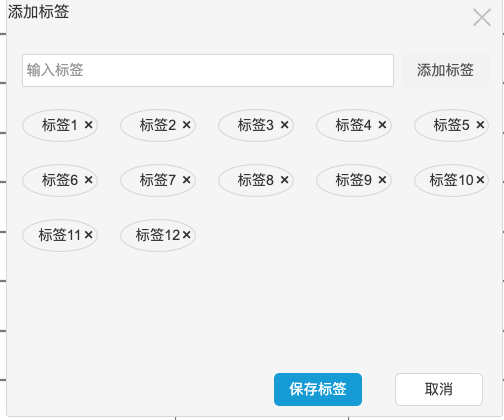 添加标签
输入标签 添加标签
标签1 × 标签2 × 标签3 × 标签4 × 标签5 ×
标签6 × 标签7 × 标签8 × 标签9 × 标签10 ×
标签11 × 标签12 ×
保存标签 取消